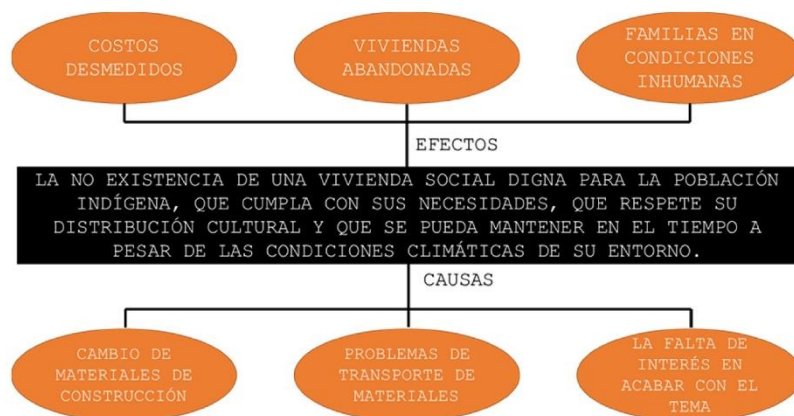 COSTOS
DESMEDIDOS
VIVIENDAS
ABANDONADAS
FAMILIAS EN
CONDICIONES
INHUMANAS
EFECTOS
LA NO EXISTENCIA DE UNA VIVIENDA SOCIAL DIGNA PARA LA POBLACIÓN
INDÍGENA, QUE CUMPLA CON SUS NECESIDADES, QUE RESPETE SU
DISTRIBUCIÓN CULTURAL Y QUE SE PUEDA MANTENER EN EL TIEMPO A
PESAR DE LAS CONDICIONES CLIMÁTICAS DE SU ENTORNO.
CAUSAS
CAMBIO DE
MATERIALES DE
CONSTRUCCIÓN
PROBLEMAS DE
TRANSPORTE DE
MATERIALES
LA FALTA DE
INTERÉS EN
ACABAR CON EL
TEMA